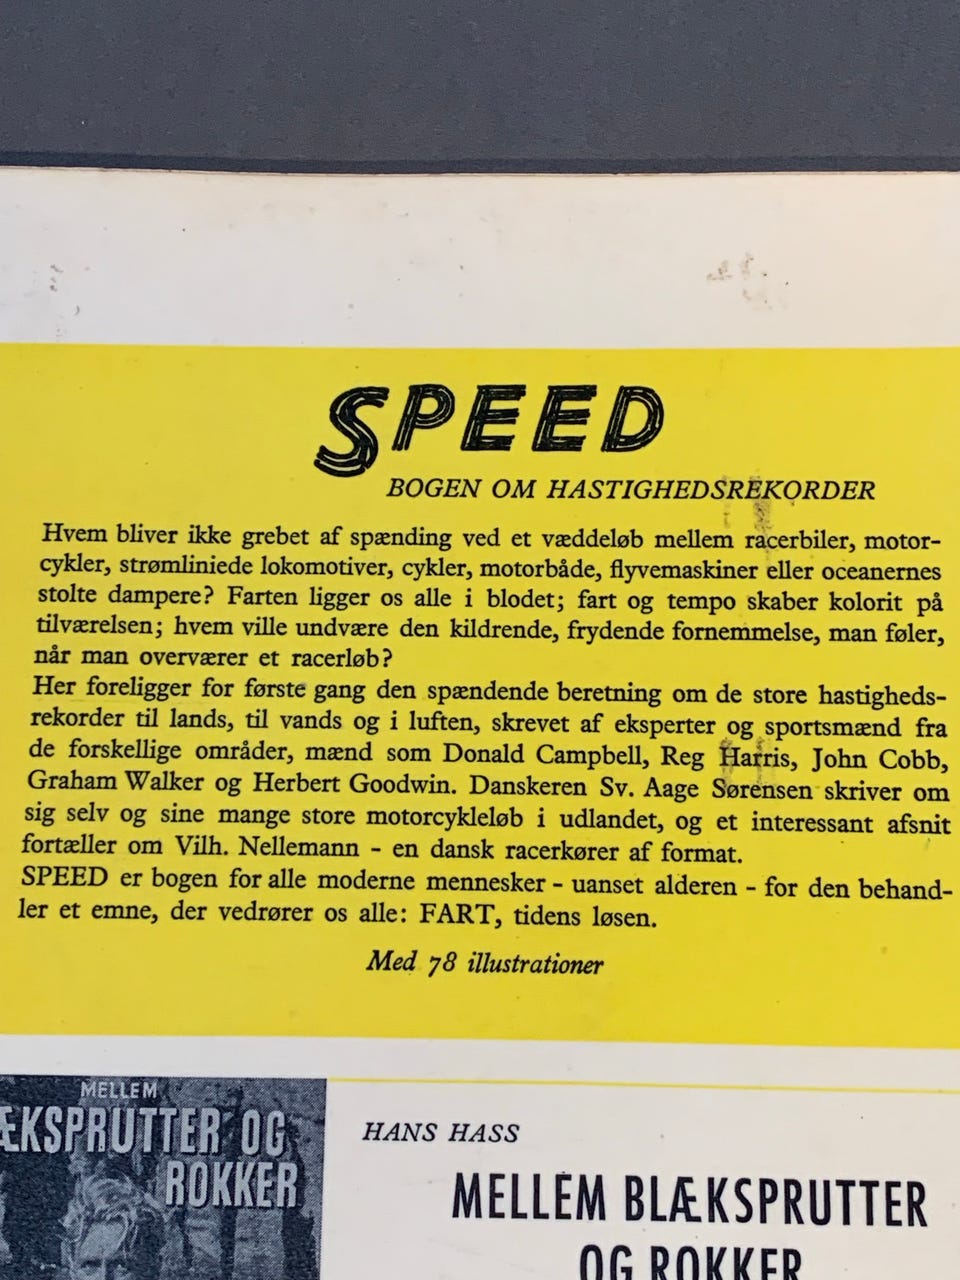 SPEED
BOGEN OM HASTIGHEDSREKORDER
Hvem bliver ikke grebet af spænding ved et væddeløb mellem racerbiler, motor-
cykler, strømliniede lokomotiver, cykler, motorbåde, flyvemaskiner eller oceanernes
stolte dampere? Farten ligger os alle i blodet; fart og tempo skaber kolorit på
tilværelsen; hvem ville undvære den kildrende, frydende fornemmelse, man føler,
når man overværer et racerløb?
Her foreligger for første gang den spændende beretning om de store hastigheds-
rekorder til lands, til vands og i luften, skrevet af eksperter og sportsmænd fra
de forskellige områder, mænd som Donald Campbell, Reg Harris, John Cobb,
Graham Walker og Herbert Goodwin. Danskeren Sv. Aage Sørensen skriver om
sig selv og sine mange store motorcykleløb i udlandet, og et interessant afsnit
fortæller om Vilh. Nellemann - en dansk racerkører af format.
SPEED er bogen for alle moderne mennesker - uanset alderen - for den behand-
ler et emne, der vedrører os alle: FART, tidens løsen.
Med 78 illustrationer
MELLEM
ÆKSPRUTTER OG
ROKKER
HANS HASS
MELLEM BLÆKSPRUTTER
OG ROKKER